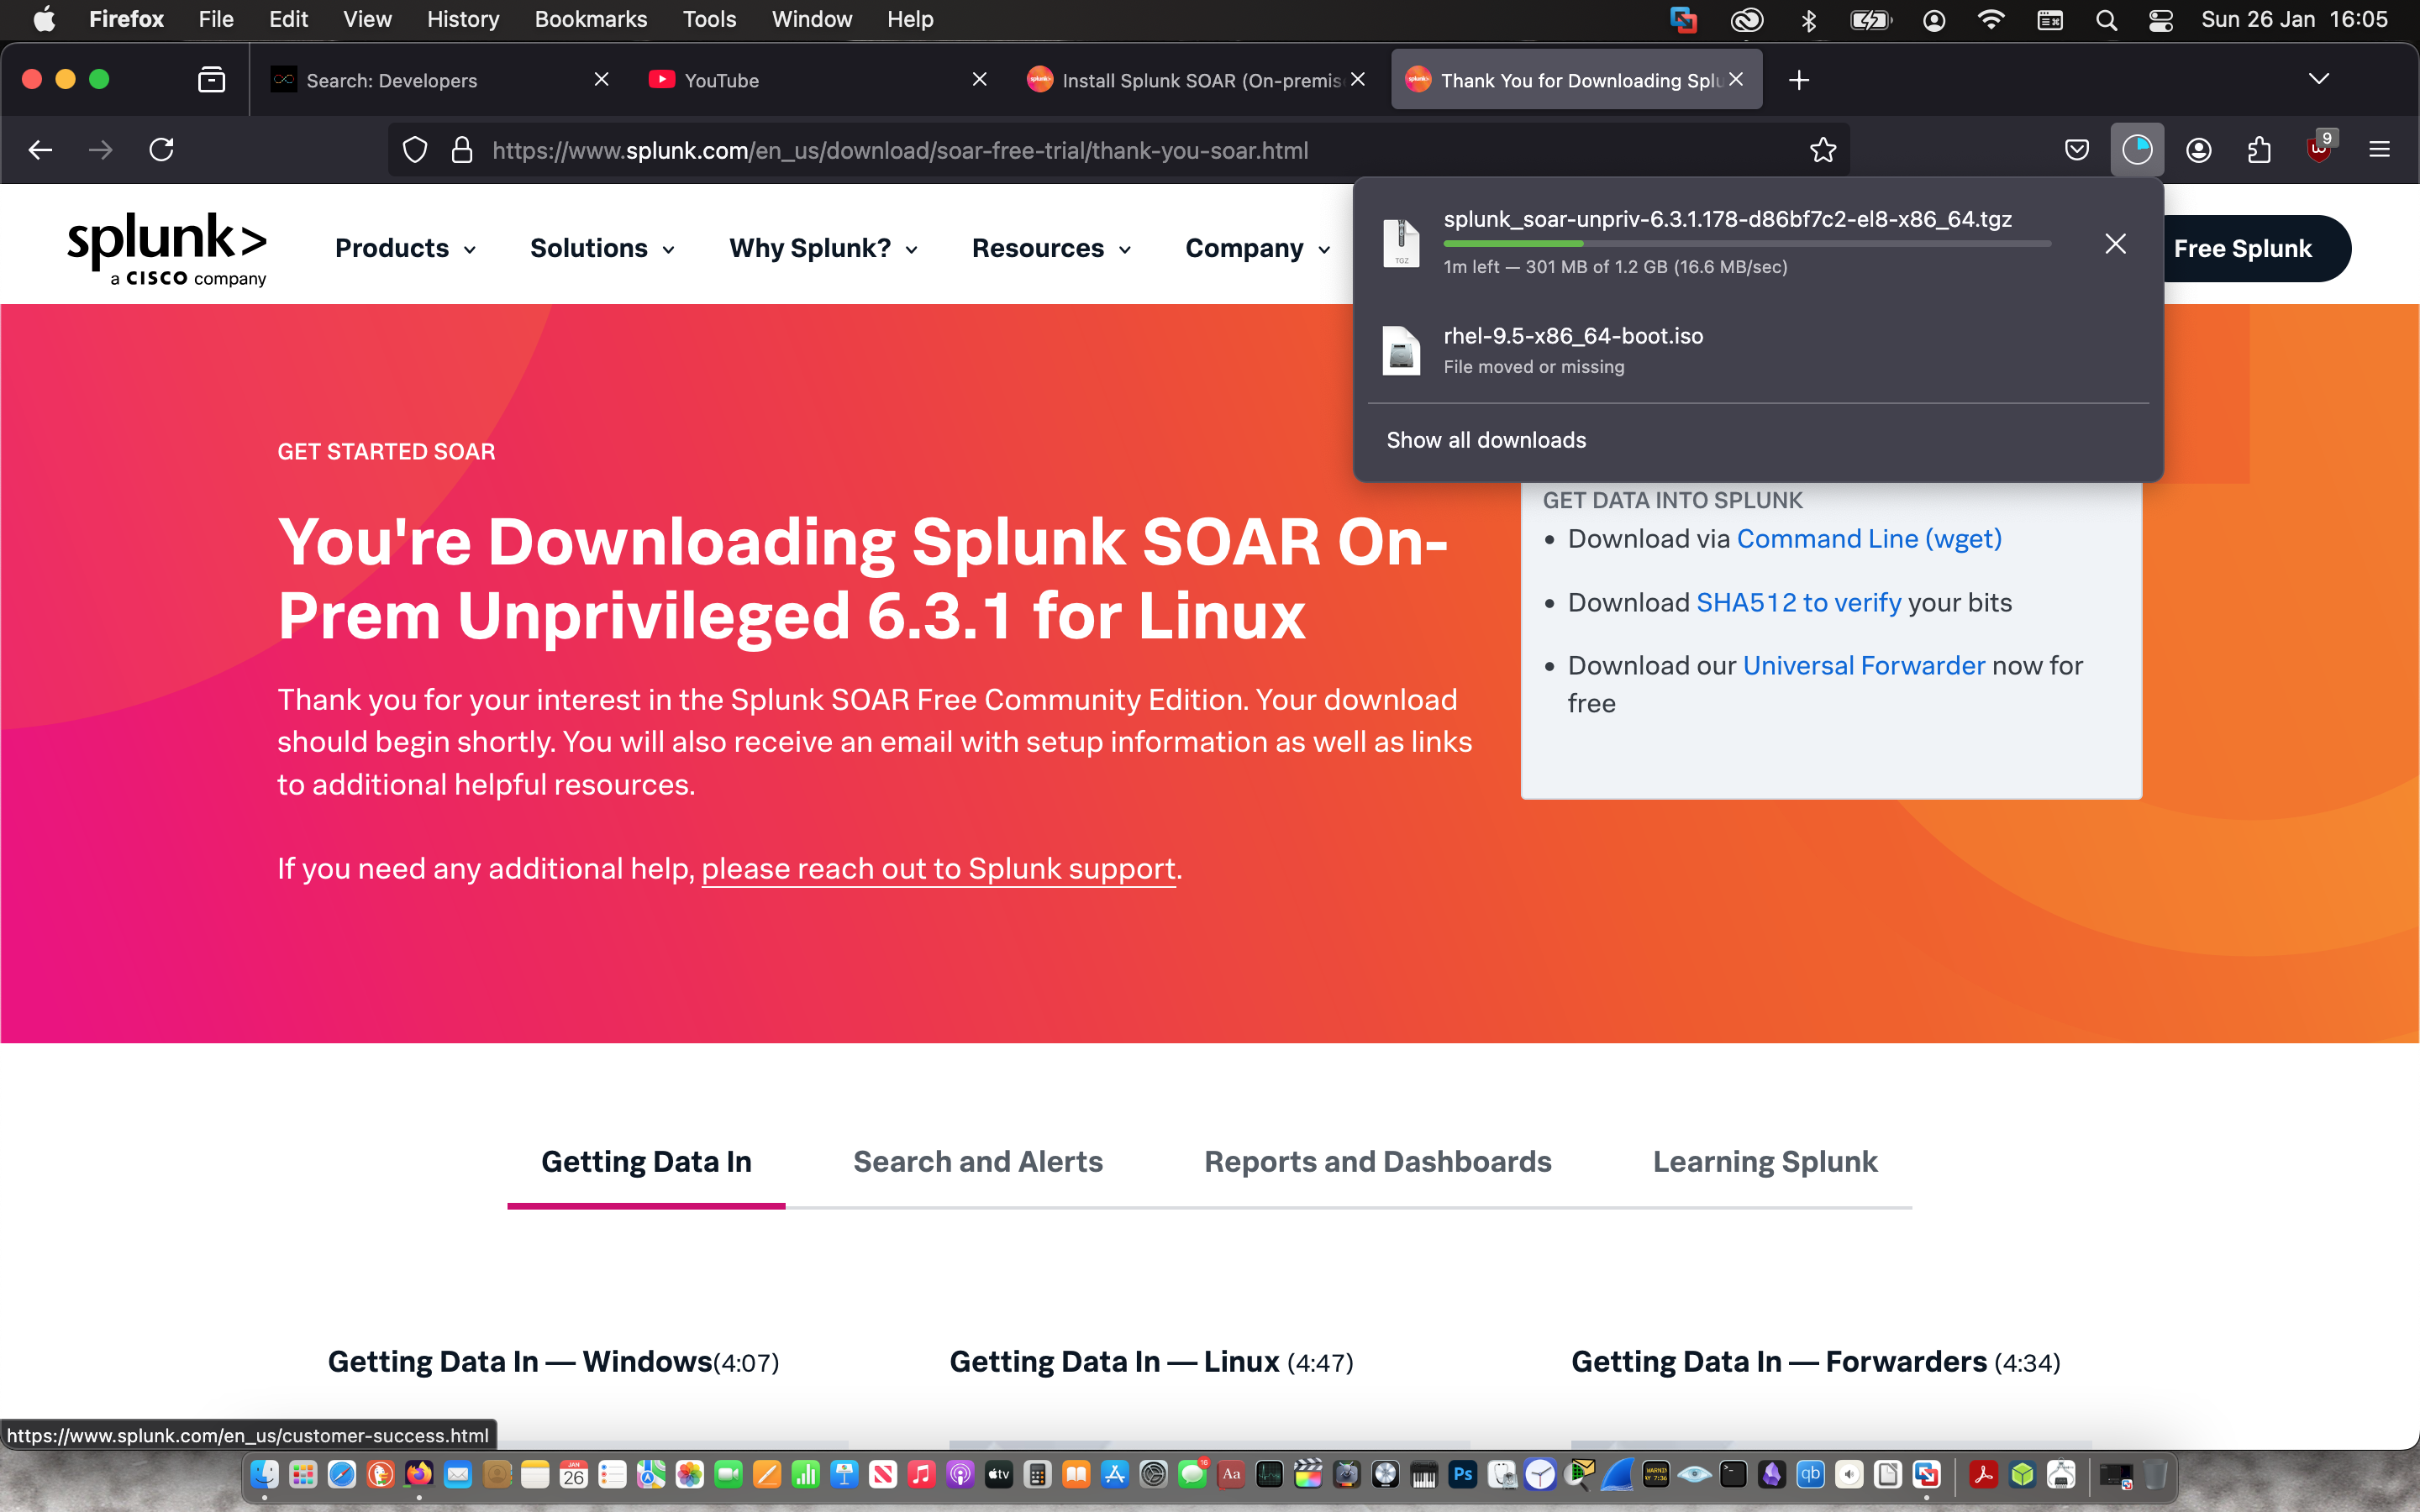 Firefox File Edit View History Bookmarks Tools Window Help Sun 26 Jan 16:05
Search: Developers YouTube Install Splunk SOAR (On-premis Thank You for Downloading Splu
https://www.splunk.com/en_us/download/soar-free-trial/thank-you-soar.html 9
splunk>
a CISCO company
Products Solutions Why Splunk? Resources Company Free Splunk
splunk_soar-unpriv-6.3.1.178-d86bf7c2-el8-x86_64.tgz
TGZ
1m left — 301 MB of 1.2 GB (16.6 MB/sec)
rhel-9.5-x86_64-boot.iso
File moved or missing
Show all downloads
GET STARTED SOAR
You're Downloading Splunk SOAR On-
Prem Unprivileged 6.3.1 for Linux
Thank you for your interest in the Splunk SOAR Free Community Edition. Your download
should begin shortly. You will also receive an email with setup information as well as links
to additional helpful resources.
If you need any additional help, please reach out to Splunk support.
GET DATA INTO SPLUNK
• Download via Command Line (wget)
• Download SHA512 to verify your bits
• Download our Universal Forwarder now for
free
Getting Data In Search and Alerts Reports and Dashboards Learning Splunk
Getting Data In — Windows(4:07) Getting Data In — Linux (4:47) Getting Data In — Forwarders (4:34)
https://www.splunk.com/en_us/customer-success.html
JAN
26 tv 16 Aa Ps qb